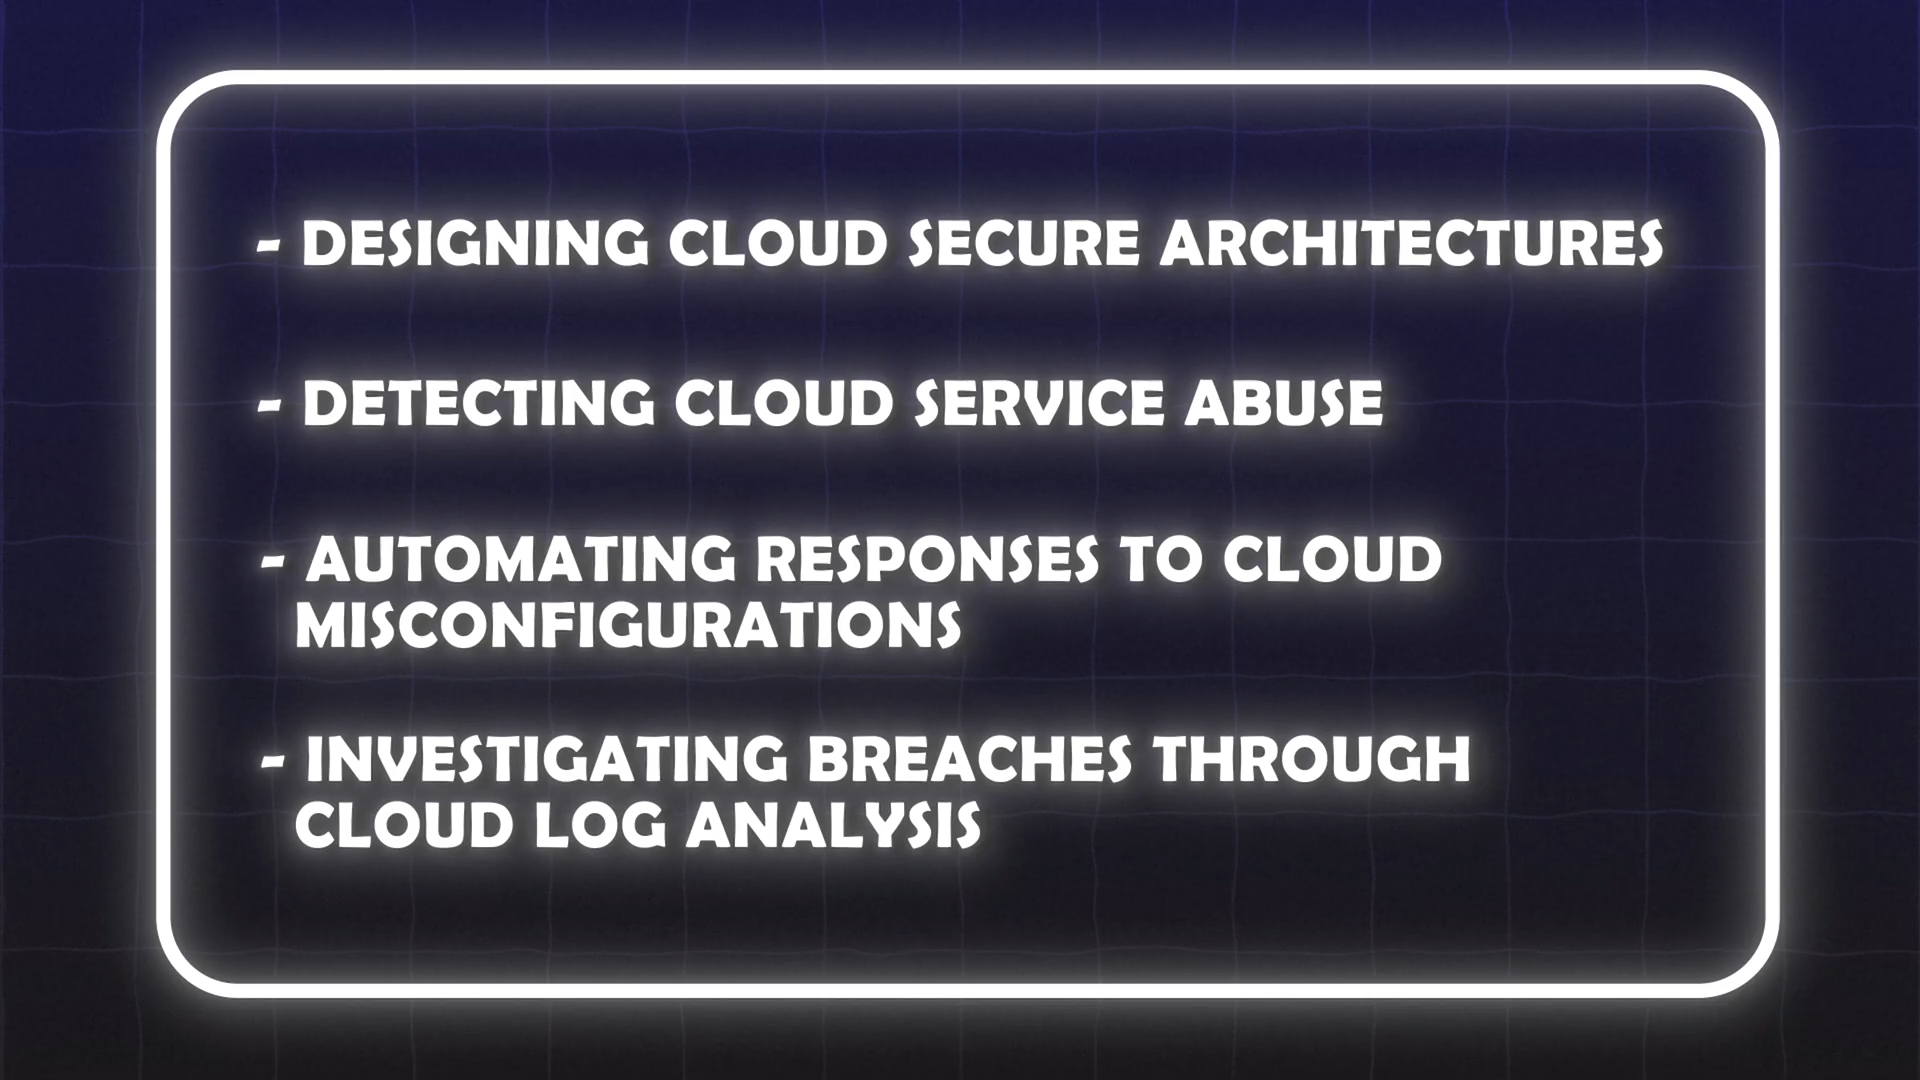 - DESIGNING CLOUD SECURE ARCHITECTURES
- DETECTING CLOUD SERVICE ABUSE
- AUTOMATING RESPONSES TO CLOUD
MISCONFIGURATIONS
- INVESTIGATING BREACHES THROUGH
CLOUD LOG ANALYSIS